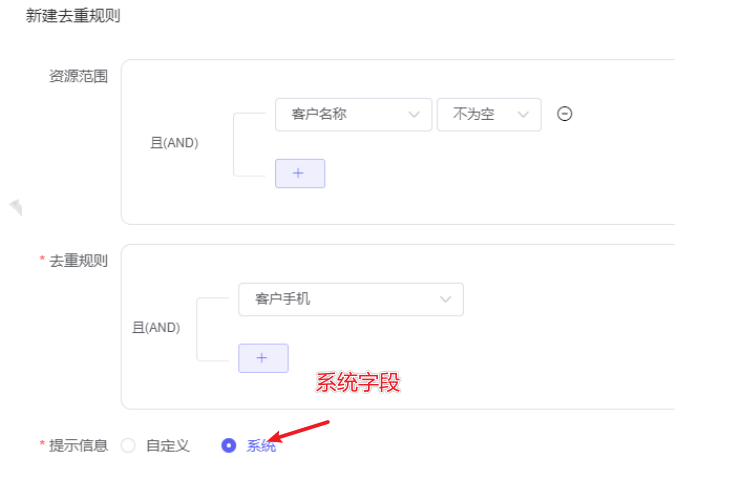 新建去重规则
资源范围
客户名称 不为空
且(AND)
+
* 去重规则
客户手机
且(AND)
+
系统字段
* 提示信息 自定义 系统